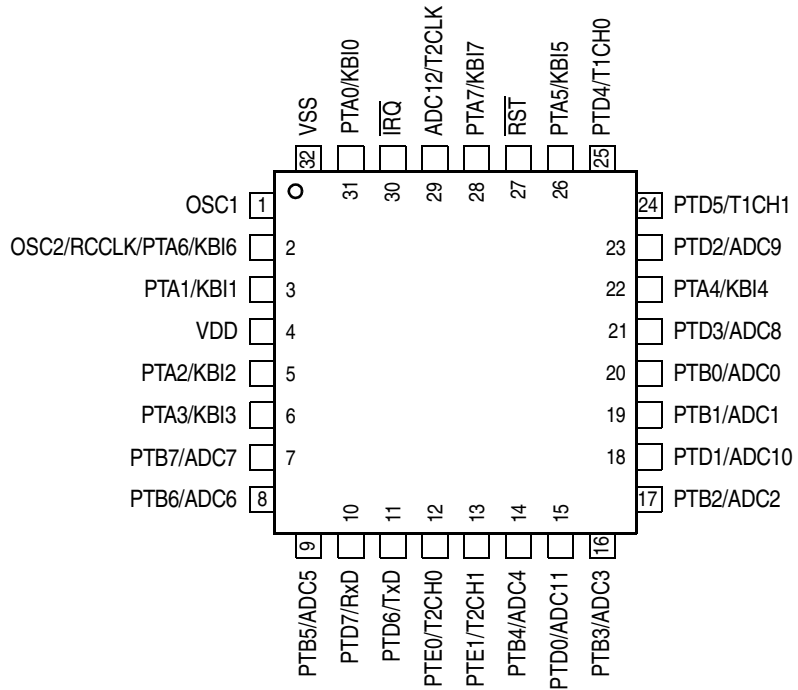 VSS
PTA0/KBI0
IRQ
ADC12/T2CLK
PTA7/KBI7
RST
PTA5/KBI5
PTD4/T1CH0
32
31
30
29
28
27
26
25
OSC1 1
OSC2/RCCLK/PTA6/KBI6 2
PTA1/KBI1 3
VDD 4
PTA2/KBI2 5
PTA3/KBI3 6
PTB7/ADC7 7
PTB6/ADC6 8
24 PTD5/T1CH1
23 PTD2/ADC9
22 PTA4/KBI4
21 PTD3/ADC8
20 PTB0/ADC0
19 PTB1/ADC1
18 PTD1/ADC10
17 PTB2/ADC2
9
10
11
12
13
14
15
16
PTB5/ADC5
PTD7/RxD
PTD6/TxD
PTE0/T2CH0
PTE1/T2CH1
PTB4/ADC4
PTD0/ADC11
PTB3/ADC3